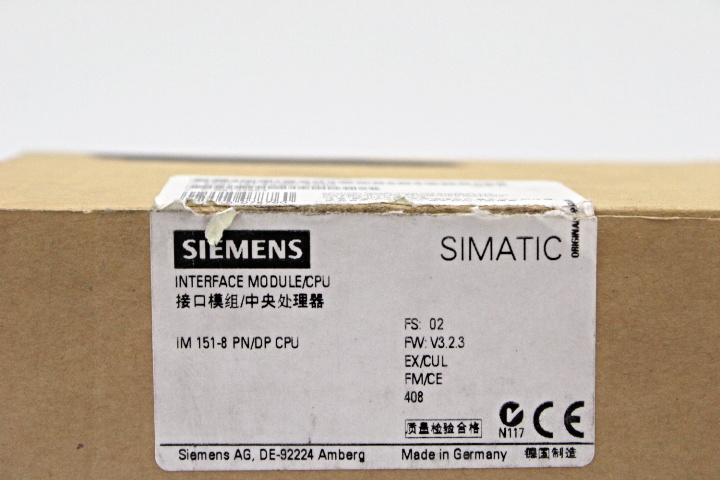 SIEMENS
SIMATIC
ORIGINAL
INTERFACE MODULE/CPU
接口模组/中央处理器
IM 151-8 PN/DP CPU
FS: 02
FW: V3.2.3
EX/CUL
FM/CE
408
质量检验合格
N117
CE
Siemens AG, DE-92224 Amberg
Made in Germany 德国制造